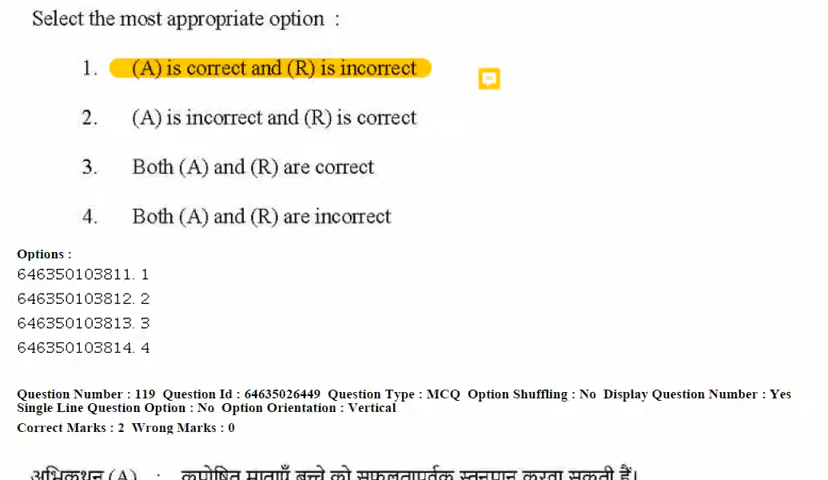 Select the most appropriate option :
1. (A) is correct and (R) is incorrect
2. (A) is incorrect and (R) is correct
3. Both (A) and (R) are correct
4. Both (A) and (R) are incorrect
Options :
646350103811. 1
646350103812. 2
646350103813. 3
646350103814. 4
Question Number : 119 Question Id : 64635026449 Question Type : MCQ Option Shuffling : No Display Question Number : Yes
Single Line Question Option : No Option Orientation : Vertical
Correct Marks : 2 Wrong Marks : 0
अभिकथन (A) : कुपोषित माताएँ बच्चे को सफलतापूर्वक स्तनपान करवा सकती हैं।